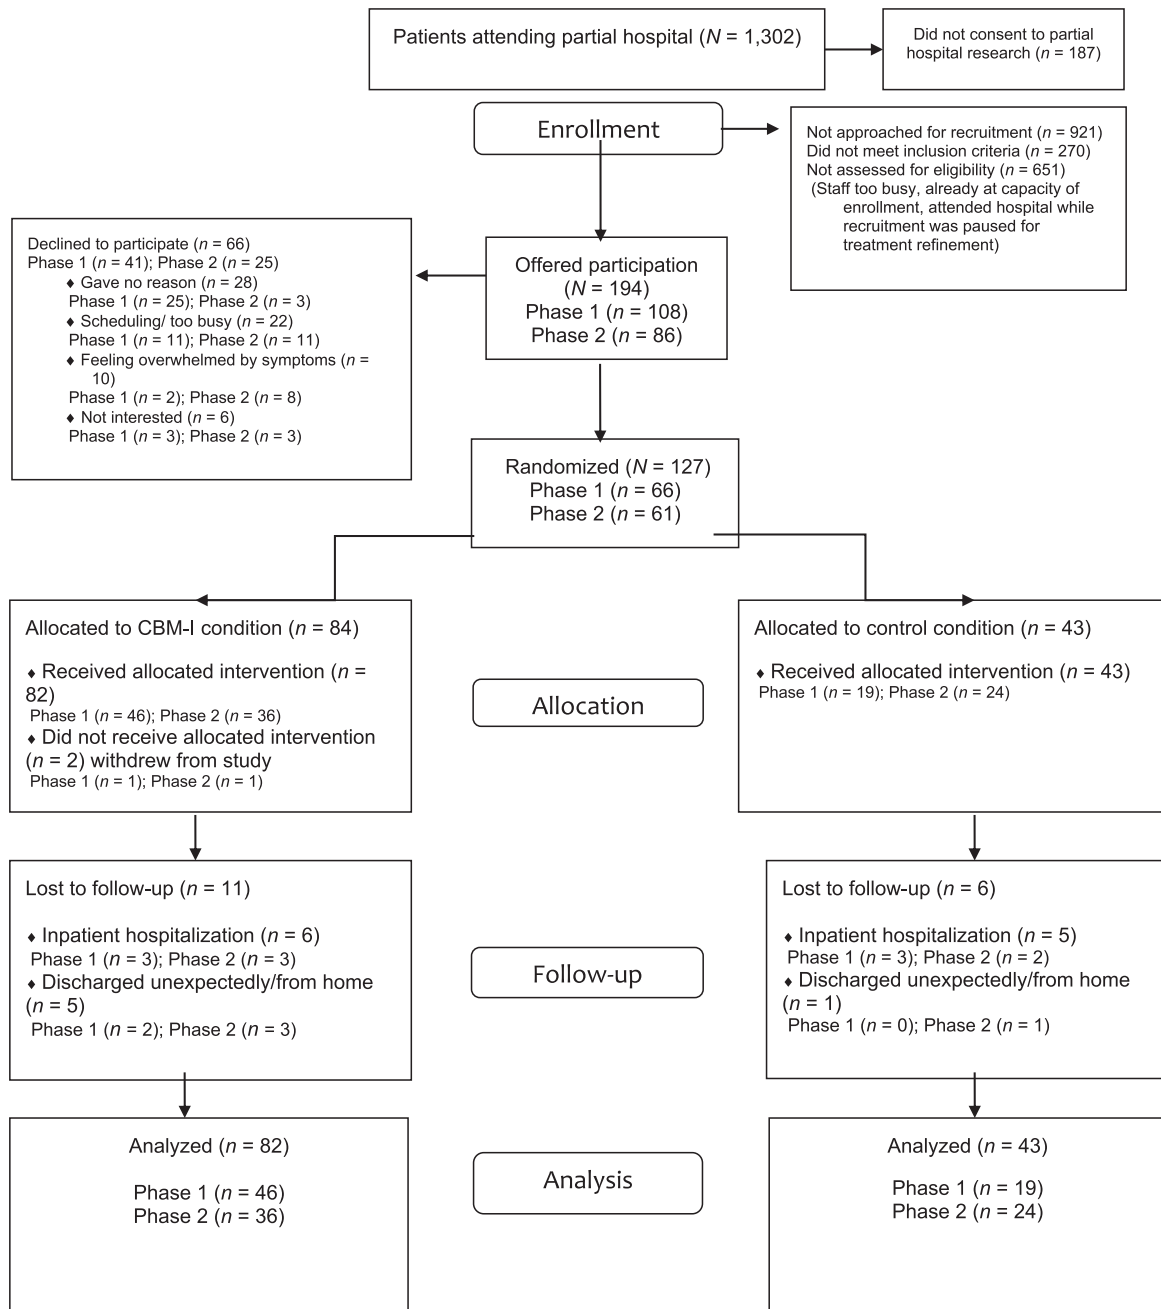 Patients attending partial hospital (N = 1,302)
Did not consent to partial
hospital research (n = 187)
Enrollment
Not approached for recruitment (n = 921)
Did not meet inclusion criteria (n = 270)
Not assessed for eligibility (n = 651)
(Staff too busy, already at capacity of
enrollment, attended hospital while
recruitment was paused for
treatment refinement)
Declined to participate (n = 66)
Phase 1 (n = 41); Phase 2 (n = 25)
♦ Gave no reason (n = 28)
Phase 1 (n = 25); Phase 2 (n = 3)
♦ Scheduling/ too busy (n = 22)
Phase 1 (n = 11); Phase 2 (n = 11)
♦ Feeling overwhelmed by symptoms (n =
10)
Phase 1 (n = 2); Phase 2 (n = 8)
♦ Not interested (n = 6)
Phase 1 (n = 3); Phase 2 (n = 3)
Offered participation
(N = 194)
Phase 1 (n = 108)
Phase 2 (n = 86)
Randomized (N = 127)
Phase 1 (n = 66)
Phase 2 (n = 61)
Allocated to CBM-I condition (n = 84)
♦ Received allocated intervention (n =
82)
Phase 1 (n = 46); Phase 2 (n = 36)
♦ Did not receive allocated intervention
(n = 2) withdrew from study
Phase 1 (n = 1); Phase 2 (n = 1)
Allocation
Allocated to control condition (n = 43)
♦ Received allocated intervention (n = 43)
Phase 1 (n = 19); Phase 2 (n = 24)
Lost to follow-up (n = 11)
♦ Inpatient hospitalization (n = 6)
Phase 1 (n = 3); Phase 2 (n = 3)
♦ Discharged unexpectedly/from home
(n = 5)
Phase 1 (n = 2); Phase 2 (n = 3)
Follow-up
Lost to follow-up (n = 6)
♦ Inpatient hospitalization (n = 5)
Phase 1 (n = 3); Phase 2 (n = 2)
♦ Discharged unexpectedly/from home
(n = 1)
Phase 1 (n = 0); Phase 2 (n = 1)
Analyzed (n = 82)
Phase 1 (n = 46)
Phase 2 (n = 36)
Analysis
Analyzed (n = 43)
Phase 1 (n = 19)
Phase 2 (n = 24)